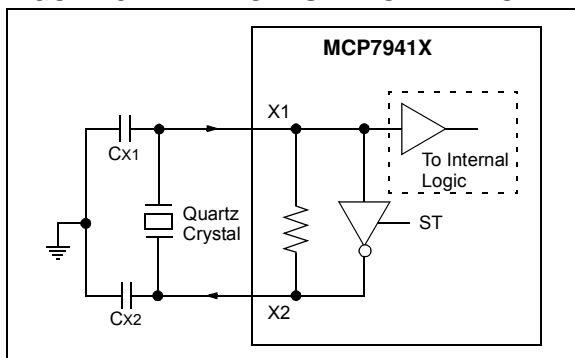 MCP7941X
X1
CX1
To Internal
Logic
Quartz
Crystal
ST
X2
CX2